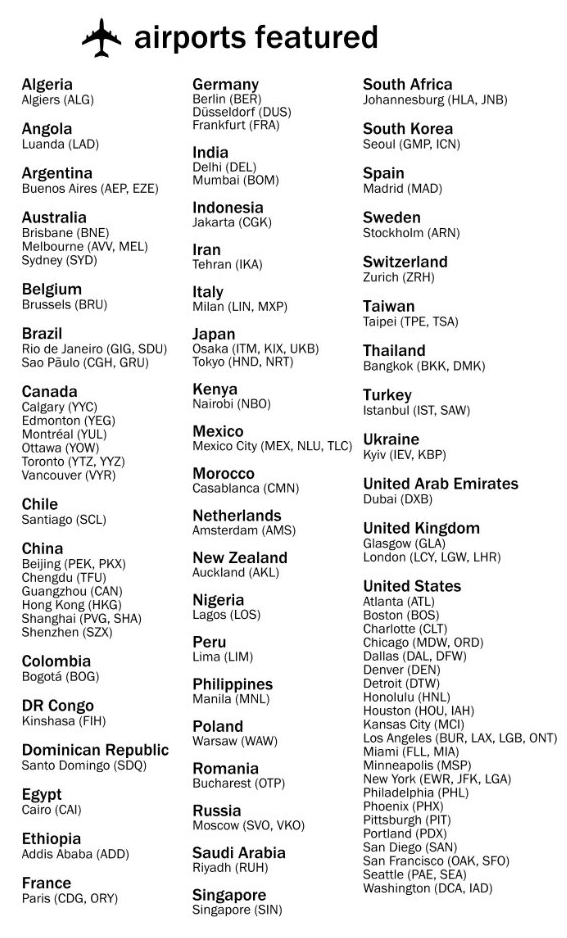 airports featured
Algeria
Algiers (ALG)
Angola
Luanda (LAD)
Argentina
Buenos Aires (AEP, EZE)
Australia
Brisbane (BNE)
Melbourne (AVV, MEL)
Sydney (SYD)
Belgium
Brussels (BRU)
Brazil
Rio de Janeiro (GIG, SDU)
Sao Pãulo (CGH, GRU)
Canada
Calgary (YYC)
Edmonton (YEG)
Montréal (YUL)
Ottawa (YOW)
Toronto (YTZ, YYZ)
Vancouver (VYR)
Chile
Santiago (SCL)
China
Beijing (PEK, PKX)
Chengdu (TFU)
Guangzhou (CAN)
Hong Kong (HKG)
Shanghai (PVG, SHA)
Shenzhen (SZX)
Colombia
Bogotá (BOG)
DR Congo
Kinshasa (FIH)
Dominican Republic
Santo Domingo (SDQ)
Egypt
Cairo (CAI)
Ethiopia
Addis Ababa (ADD)
France
Paris (CDG, ORY)
Germany
Berlin (BER)
Düsseldorf (DUS)
Frankfurt (FRA)
India
Delhi (DEL)
Mumbai (BOM)
Indonesia
Jakarta (CGK)
Iran
Tehran (IKA)
Italy
Milan (LIN, MXP)
Japan
Osaka (ITM, KIX, UKB)
Tokyo (HND, NRT)
Kenya
Nairobi (NBO)
Mexico
Mexico City (MEX, NLU, TLC)
Morocco
Casablanca (CMN)
Netherlands
Amsterdam (AMS)
New Zealand
Auckland (AKL)
Nigeria
Lagos (LOS)
Peru
Lima (LIM)
Philippines
Manila (MNL)
Poland
Warsaw (WAW)
Romania
Bucharest (OTP)
Russia
Moscow (SVO, VKO)
Saudi Arabia
Riyadh (RUH)
Singapore
Singapore (SIN)
South Africa
Johannesburg (HLA, JNB)
South Korea
Seoul (GMP, ICN)
Spain
Madrid (MAD)
Sweden
Stockholm (ARN)
Switzerland
Zurich (ZRH)
Taiwan
Taipei (TPE, TSA)
Thailand
Bangkok (BKK, DMK)
Turkey
Istanbul (IST, SAW)
Ukraine
Kyiv (IEV, KBP)
United Arab Emirates
Dubai (DXB)
United Kingdom
Glasgow (GLA)
London (LCY, LGW, LHR)
United States
Atlanta (ATL)
Boston (BOS)
Charlotte (CLT)
Chicago (MDW, ORD)
Dallas (DAL, DFW)
Denver (DEN)
Detroit (DTW)
Honolulu (HNL)
Houston (HOU, IAH)
Kansas City (MCI)
Los Angeles (BUR, LAX, LGB, ONT)
Miami (FLL, MIA)
Minneapolis (MSP)
New York (EWR, JFK, LGA)
Philadelphia (PHL)
Phoenix (PHX)
Pittsburgh (PIT)
Portland (PDX)
San Diego (SAN)
San Francisco (OAK, SFO)
Seattle (PAE, SEA)
Washington (DCA, IAD)